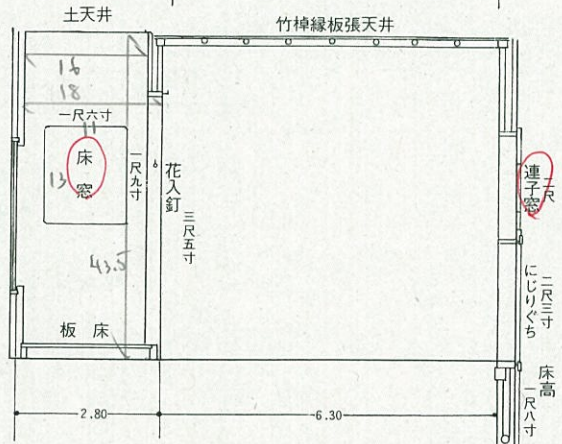 土天井
竹棹縁板張天井
16
18
一尺六寸
11
床窓
13
一尺九寸
花入釘
三尺五寸
43.5
板床
連子窓
二尺
二尺三寸
にじりぐち
床高
一尺八寸
2.80
6.30